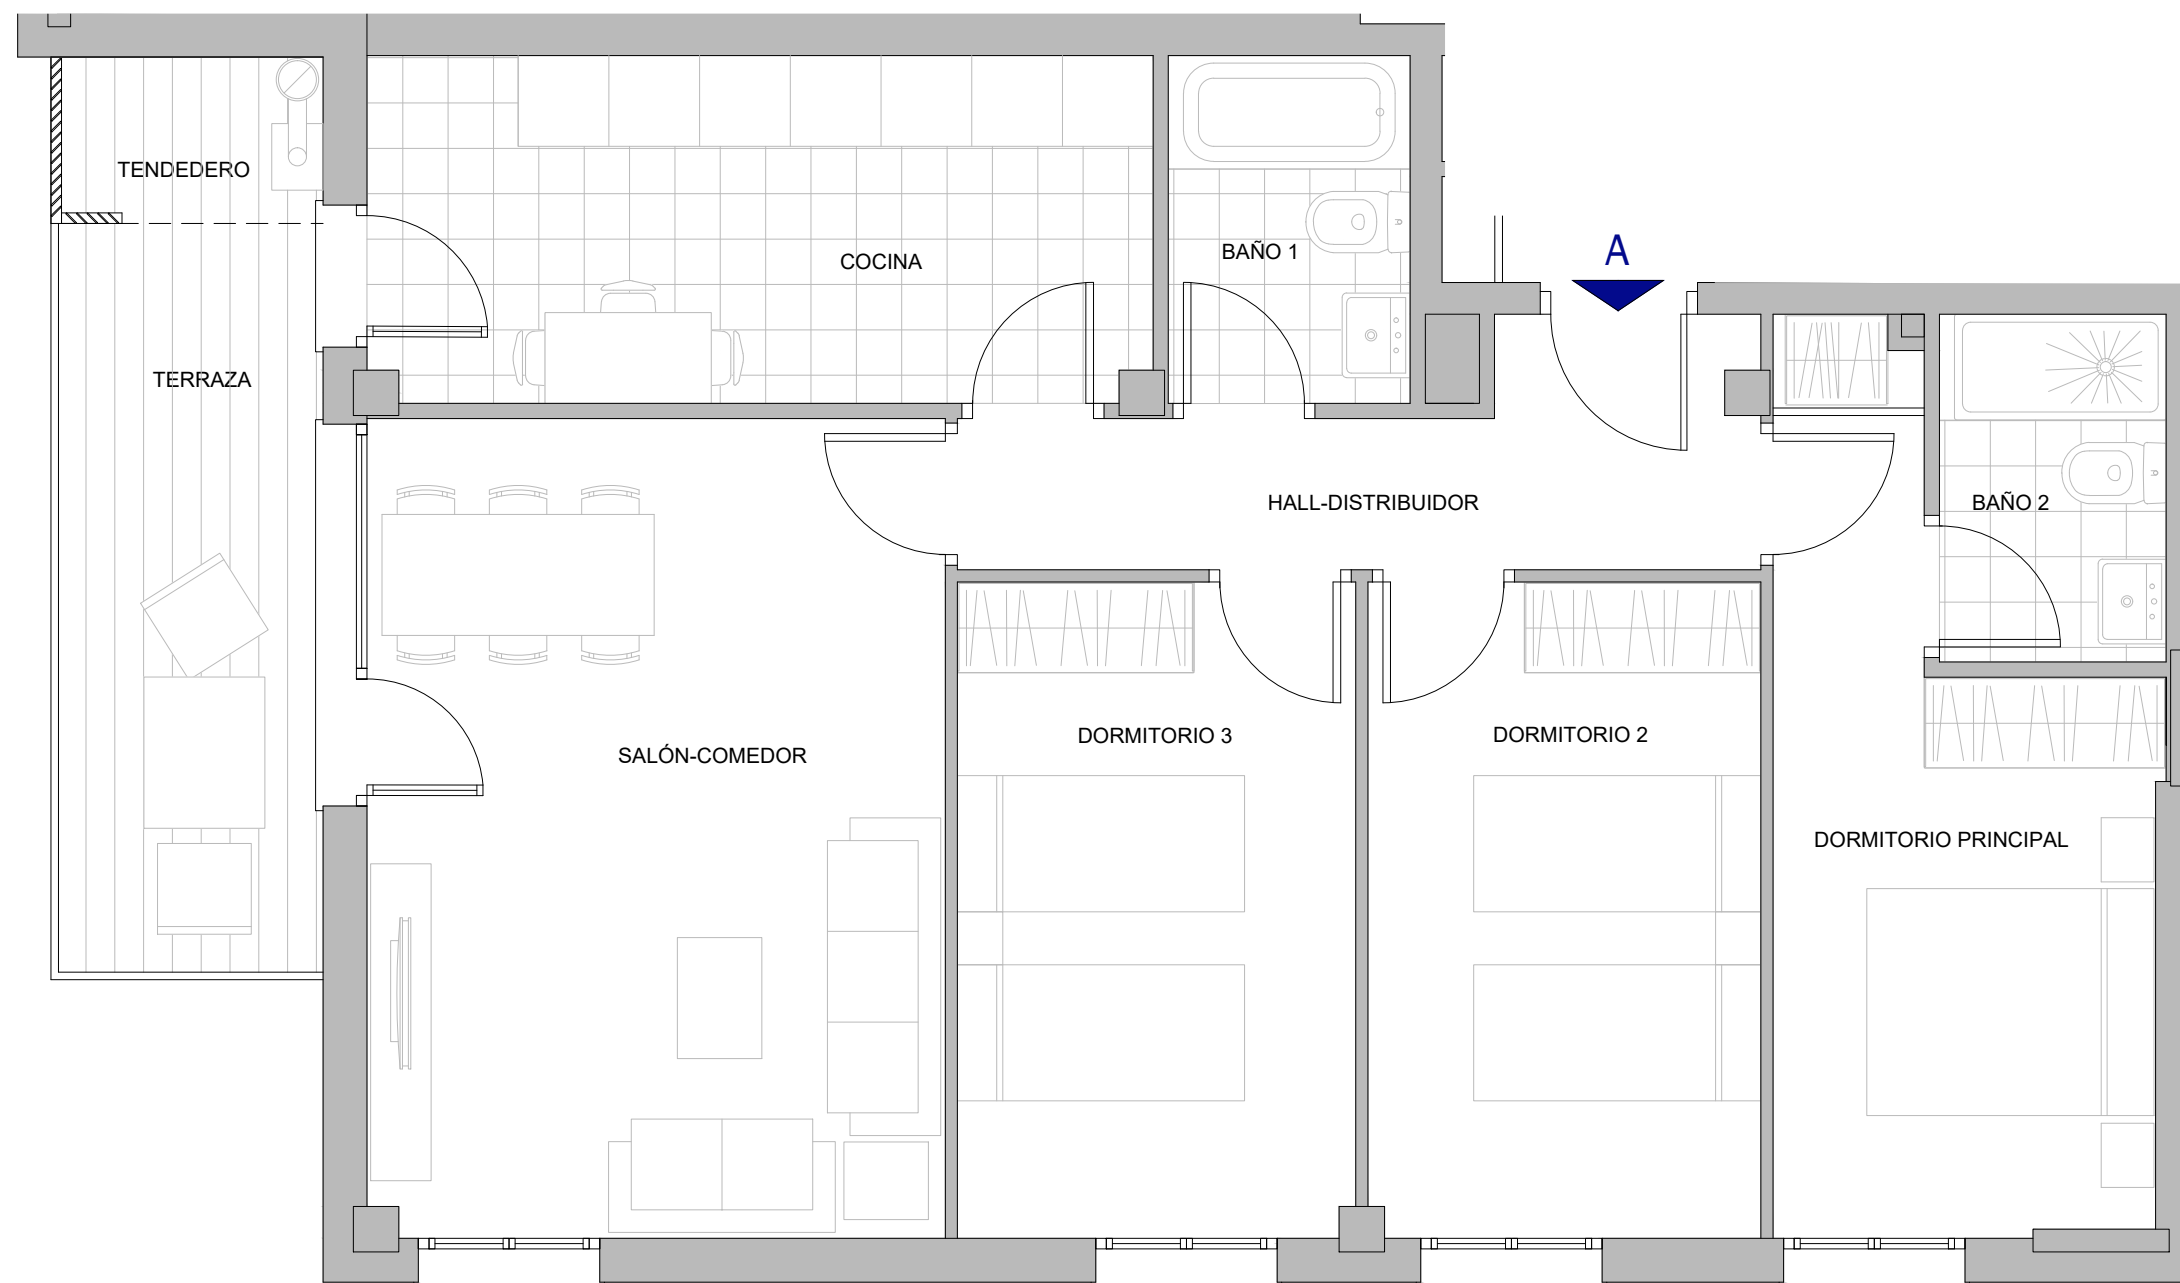 TENDEDERO
COCINA
BAÑO 1
A
TERRAZA
HALL-DISTRIBUIDOR
BAÑO 2
SALÓN-COMEDOR
DORMITORIO 3
DORMITORIO 2
DORMITORIO PRINCIPAL